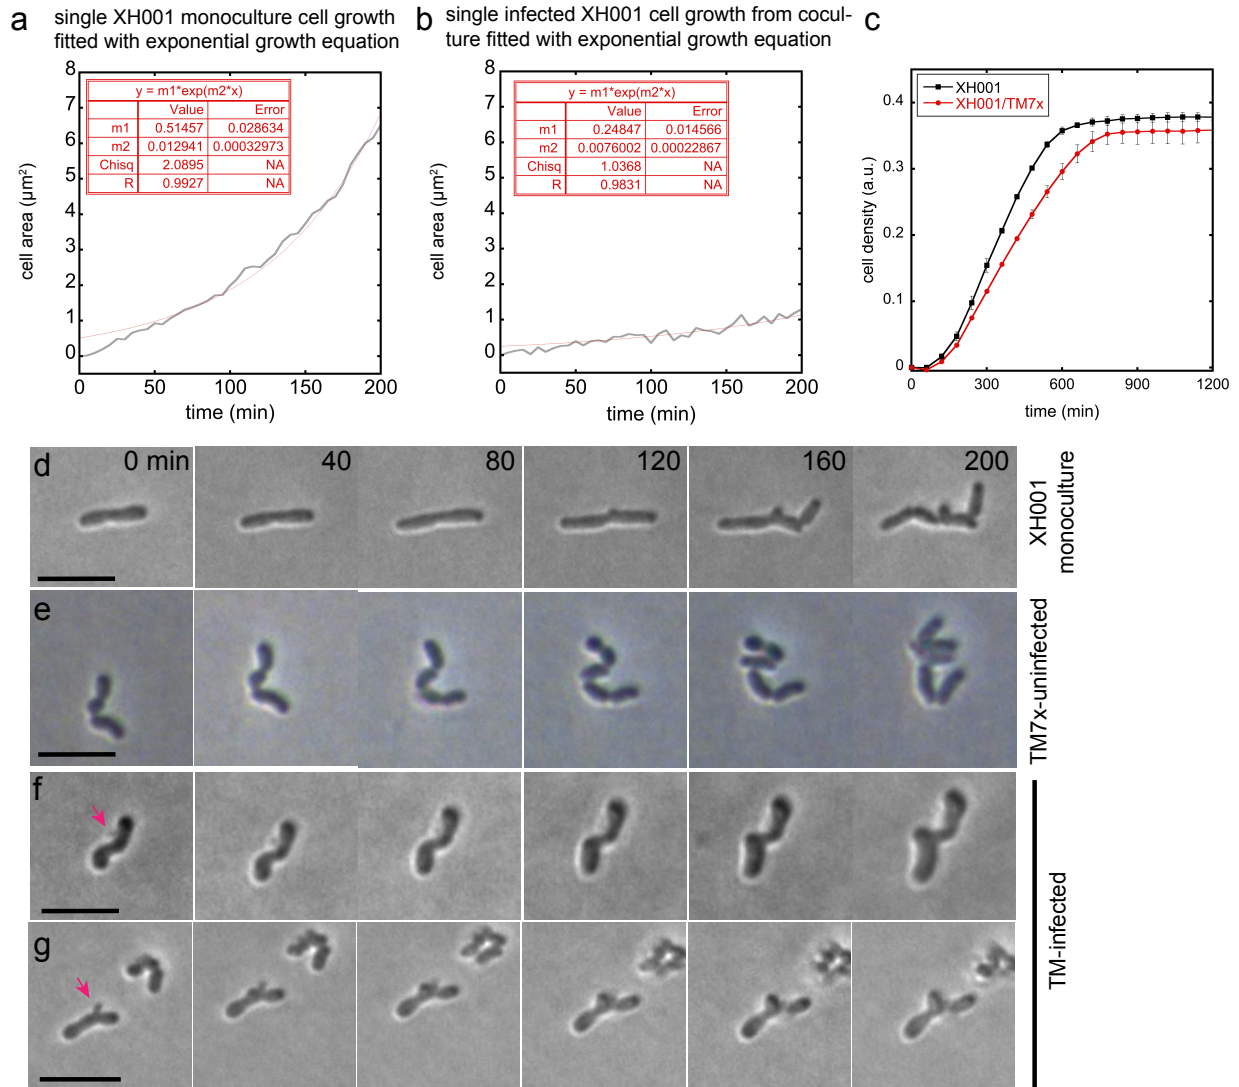 a
single XH001 monoculture cell growth
fitted with exponential growth equation
8
7
6
5
4
3
2
1
0
cell area (µm²)
y = m1*exp(m2*x)
Value Error
m1 0.51457 0.028634
m2 0.012941 0.00032973
Chisq 2.0895 NA
R 0.9927 NA
0 50 100 150 200
time (min)
b
single infected XH001 cell growth from cocul-
ture fitted with exponential growth equation
8
7
6
5
4
3
2
1
0
cell area (µm²)
y = m1*exp(m2*x)
Value Error
m1 0.24847 0.014566
m2 0.0076002 0.00022867
Chisq 1.0368 NA
R 0.9831 NA
0 50 100 150 200
time (min)
c
XH001
XH001/TM7x
0.4
0.3
0.2
0.1
0
cell density (a.u.)
0 300 600 900 1200
time (min)
d
0 min 40 80 120 160 200
XH001
monoculture
e
TM7x-uninfected
f
g
TM-infected